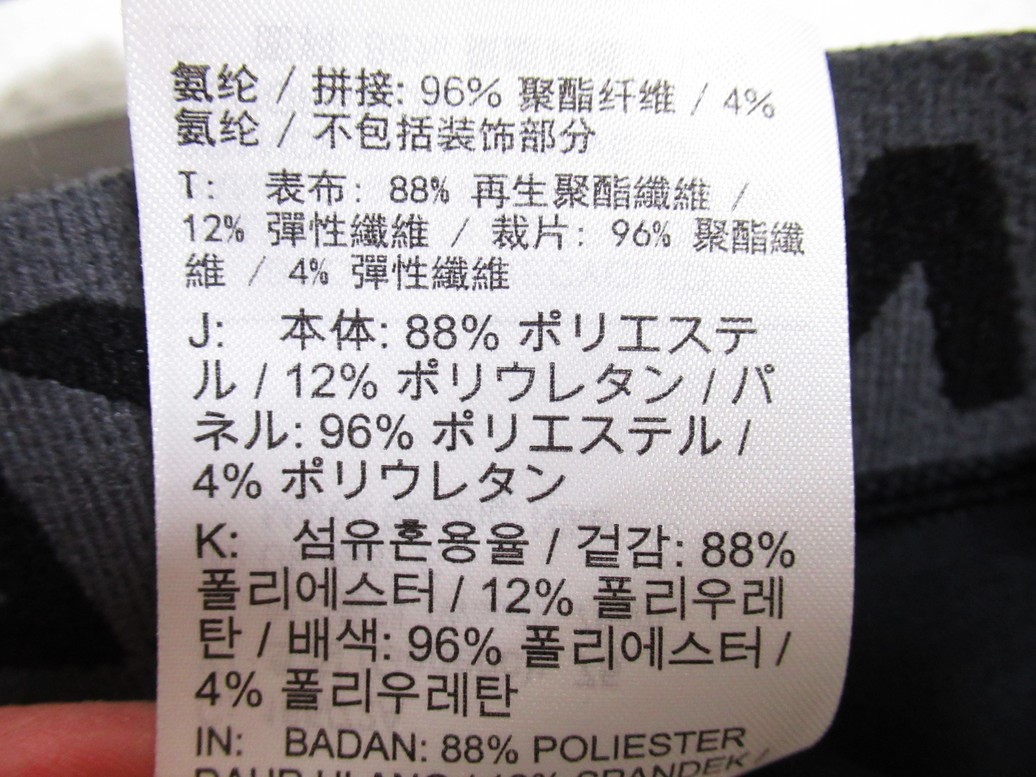 氨纶 / 拼接: 96% 聚酯纤维 / 4%
氨纶 / 不包括装饰部分
T: 表布: 88% 再生聚酯纖維 /
12% 彈性纖維 / 裁片: 96% 聚酯纖
維 / 4% 彈性纖維
J: 本体: 88% ポリエステ
ル / 12% ポリウレタン / パ
ネル: 96% ポリエステル /
4% ポリウレタン
K: 섬유혼용율 / 겉감: 88%
폴리에스터 / 12% 폴리우레
탄 / 배색: 96% 폴리에스터 /
4% 폴리우레탄
IN: BADAN: 88% POLIESTER
DAUR ULANG / 12% SPANDEK /